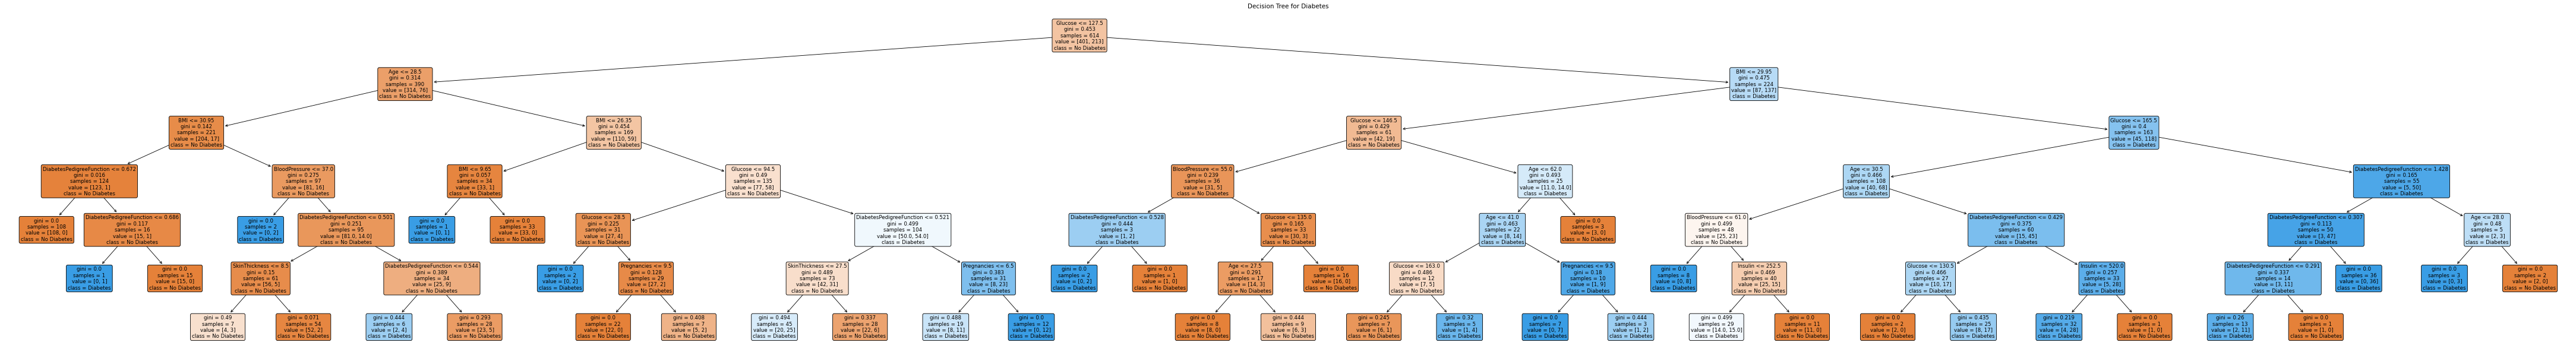 Decision Tree for Diabetes
Glucose <= 127.5
gini = 0.453
samples = 614
value = [401, 213]
class = No Diabetes
Age <= 28.5
gini = 0.314
samples = 390
value = [314, 76]
class = No Diabetes
BMI <= 29.95
gini = 0.475
samples = 224
value = [87, 137]
class = Diabetes
BMI <= 30.95
gini = 0.142
samples = 221
value = [204, 17]
class = No Diabetes
BMI <= 26.35
gini = 0.454
samples = 169
value = [110, 59]
class = No Diabetes
Glucose <= 146.5
gini = 0.429
samples = 61
value = [42, 19]
class = No Diabetes
Glucose <= 165.5
gini = 0.4
samples = 163
value = [45, 118]
class = Diabetes
DiabetesPedigreeFunction <= 0.672
gini = 0.016
samples = 124
value = [123, 1]
class = No Diabetes
BloodPressure <= 37.0
gini = 0.275
samples = 97
value = [81, 16]
class = No Diabetes
BMI <= 9.65
gini = 0.057
samples = 34
value = [33, 1]
class = No Diabetes
Glucose <= 94.5
gini = 0.49
samples = 135
value = [77, 58]
class = No Diabetes
BloodPressure <= 55.0
gini = 0.239
samples = 36
value = [31, 5]
class = No Diabetes
Age <= 62.0
gini = 0.493
samples = 25
value = [11.0, 14.0]
class = Diabetes
Age <= 30.5
gini = 0.466
samples = 108
value = [40, 68]
class = Diabetes
DiabetesPedigreeFunction <= 1.428
gini = 0.165
samples = 55
value = [5, 50]
class = Diabetes
gini = 0.0
samples = 108
value = [108, 0]
class = No Diabetes
DiabetesPedigreeFunction <= 0.686
gini = 0.117
samples = 16
value = [15, 1]
class = No Diabetes
gini = 0.0
samples = 2
value = [0, 2]
class = Diabetes
DiabetesPedigreeFunction <= 0.501
gini = 0.251
samples = 95
value = [81.0, 14.0]
class = No Diabetes
gini = 0.0
samples = 1
value = [0, 1]
class = Diabetes
gini = 0.0
samples = 33
value = [33, 0]
class = No Diabetes
Glucose <= 28.5
gini = 0.225
samples = 31
value = [27, 4]
class = No Diabetes
DiabetesPedigreeFunction <= 0.521
gini = 0.499
samples = 104
value = [50.0, 54.0]
class = Diabetes
DiabetesPedigreeFunction <= 0.528
gini = 0.444
samples = 3
value = [1, 2]
class = Diabetes
Glucose <= 135.0
gini = 0.165
samples = 33
value = [30, 3]
class = No Diabetes
Age <= 41.0
gini = 0.463
samples = 22
value = [8, 14]
class = Diabetes
gini = 0.0
samples = 3
value = [3, 0]
class = No Diabetes
BloodPressure <= 61.0
gini = 0.499
samples = 48
value = [25, 23]
class = No Diabetes
DiabetesPedigreeFunction <= 0.429
gini = 0.375
samples = 60
value = [15, 45]
class = Diabetes
DiabetesPedigreeFunction <= 0.307
gini = 0.113
samples = 50
value = [3, 47]
class = Diabetes
Age <= 28.0
gini = 0.48
samples = 5
value = [2, 3]
class = Diabetes
gini = 0.0
samples = 1
value = [0, 1]
class = Diabetes
gini = 0.0
samples = 15
value = [15, 0]
class = No Diabetes
SkinThickness <= 8.5
gini = 0.15
samples = 61
value = [56, 5]
class = No Diabetes
DiabetesPedigreeFunction <= 0.544
gini = 0.389
samples = 34
value = [25, 9]
class = No Diabetes
gini = 0.0
samples = 2
value = [0, 2]
class = Diabetes
Pregnancies <= 9.5
gini = 0.128
samples = 29
value = [27, 2]
class = No Diabetes
SkinThickness <= 27.5
gini = 0.489
samples = 73
value = [42, 31]
class = No Diabetes
Pregnancies <= 6.5
gini = 0.383
samples = 31
value = [8, 23]
class = Diabetes
gini = 0.0
samples = 2
value = [0, 2]
class = Diabetes
gini = 0.0
samples = 1
value = [1, 0]
class = No Diabetes
Age <= 27.5
gini = 0.291
samples = 17
value = [14, 3]
class = No Diabetes
gini = 0.0
samples = 16
value = [16, 0]
class = No Diabetes
Glucose <= 163.0
gini = 0.486
samples = 12
value = [7, 5]
class = No Diabetes
Pregnancies <= 9.5
gini = 0.18
samples = 10
value = [1, 9]
class = Diabetes
gini = 0.0
samples = 8
value = [0, 8]
class = Diabetes
Insulin <= 252.5
gini = 0.469
samples = 40
value = [25, 15]
class = No Diabetes
Glucose <= 130.5
gini = 0.466
samples = 27
value = [10, 17]
class = Diabetes
Insulin <= 520.0
gini = 0.257
samples = 33
value = [5, 28]
class = Diabetes
DiabetesPedigreeFunction <= 0.291
gini = 0.337
samples = 14
value = [3, 11]
class = Diabetes
gini = 0.0
samples = 36
value = [0, 36]
class = Diabetes
gini = 0.0
samples = 3
value = [0, 3]
class = Diabetes
gini = 0.0
samples = 2
value = [2, 0]
class = No Diabetes
gini = 0.49
samples = 7
value = [4, 3]
class = No Diabetes
gini = 0.071
samples = 54
value = [52, 2]
class = No Diabetes
gini = 0.444
samples = 6
value = [2, 4]
class = Diabetes
gini = 0.293
samples = 28
value = [23, 5]
class = No Diabetes
gini = 0.0
samples = 22
value = [22, 0]
class = No Diabetes
gini = 0.408
samples = 7
value = [5, 2]
class = No Diabetes
gini = 0.494
samples = 45
value = [20, 25]
class = Diabetes
gini = 0.337
samples = 28
value = [22, 6]
class = No Diabetes
gini = 0.488
samples = 19
value = [8, 11]
class = Diabetes
gini = 0.0
samples = 12
value = [0, 12]
class = Diabetes
gini = 0.0
samples = 8
value = [8, 0]
class = No Diabetes
gini = 0.444
samples = 9
value = [6, 3]
class = No Diabetes
gini = 0.245
samples = 7
value = [6, 1]
class = No Diabetes
gini = 0.32
samples = 5
value = [1, 4]
class = Diabetes
gini = 0.0
samples = 7
value = [0, 7]
class = Diabetes
gini = 0.444
samples = 3
value = [1, 2]
class = Diabetes
gini = 0.499
samples = 29
value = [14.0, 15.0]
class = Diabetes
gini = 0.0
samples = 11
value = [11, 0]
class = No Diabetes
gini = 0.0
samples = 2
value = [2, 0]
class = No Diabetes
gini = 0.435
samples = 25
value = [8, 17]
class = Diabetes
gini = 0.219
samples = 32
value = [4, 28]
class = Diabetes
gini = 0.0
samples = 1
value = [1, 0]
class = No Diabetes
gini = 0.26
samples = 13
value = [2, 11]
class = Diabetes
gini = 0.0
samples = 1
value = [1, 0]
class = No Diabetes